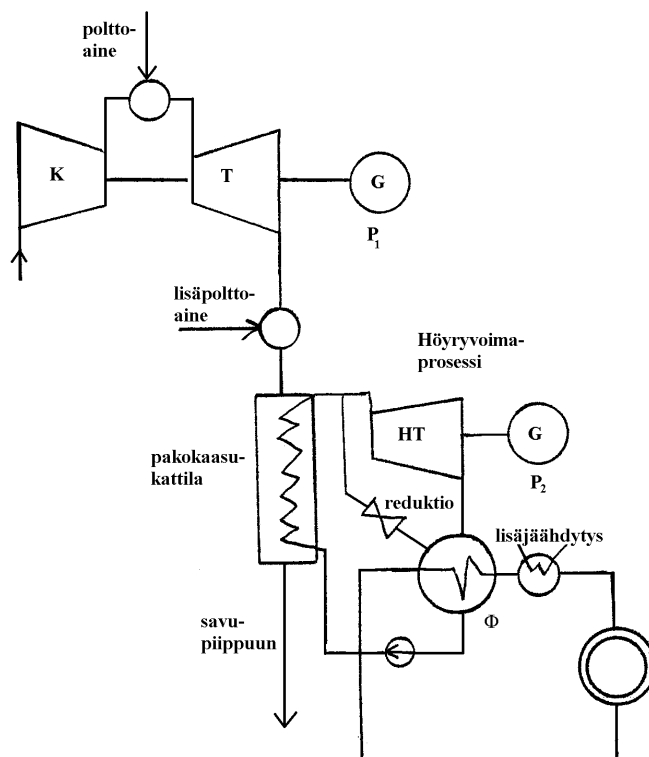 poltto-
aine
K
T
G
P1
lisäpoltto-
aine
Höyryvoima-
prosessi
HT
G
P2
pakokaasu-
kattila
reduktio
lisäjäähdytys
Φ
savu-
piippuun